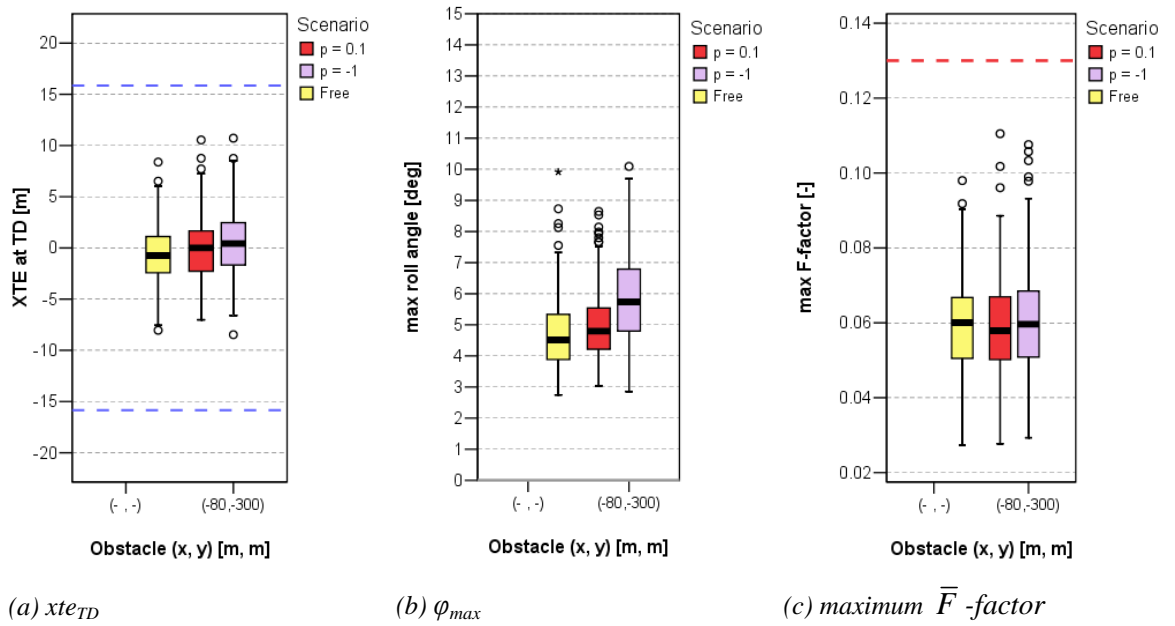 Scenario
p = 0.1
p = -1
Free
20
15
10
5
0
-5
-10
-15
-20
XTE at TD [m]
(- , -)
(-80,-300)
Obstacle (x, y) [m, m]
(a) xteTD
Scenario
p = 0.1
p = -1
Free
15
14
13
12
11
10
9
8
7
6
5
4
3
2
1
0
max roll angle [deg]
*
(- , -)
(-80,-300)
Obstacle (x, y) [m, m]
(b) φmax
Scenario
p = 0.1
p = -1
Free
0.14
0.12
0.10
0.08
0.06
0.04
0.02
max F-factor [-]
(- , -)
(-80,-300)
Obstacle (x, y) [m, m]
(c) maximum F̅ -factor